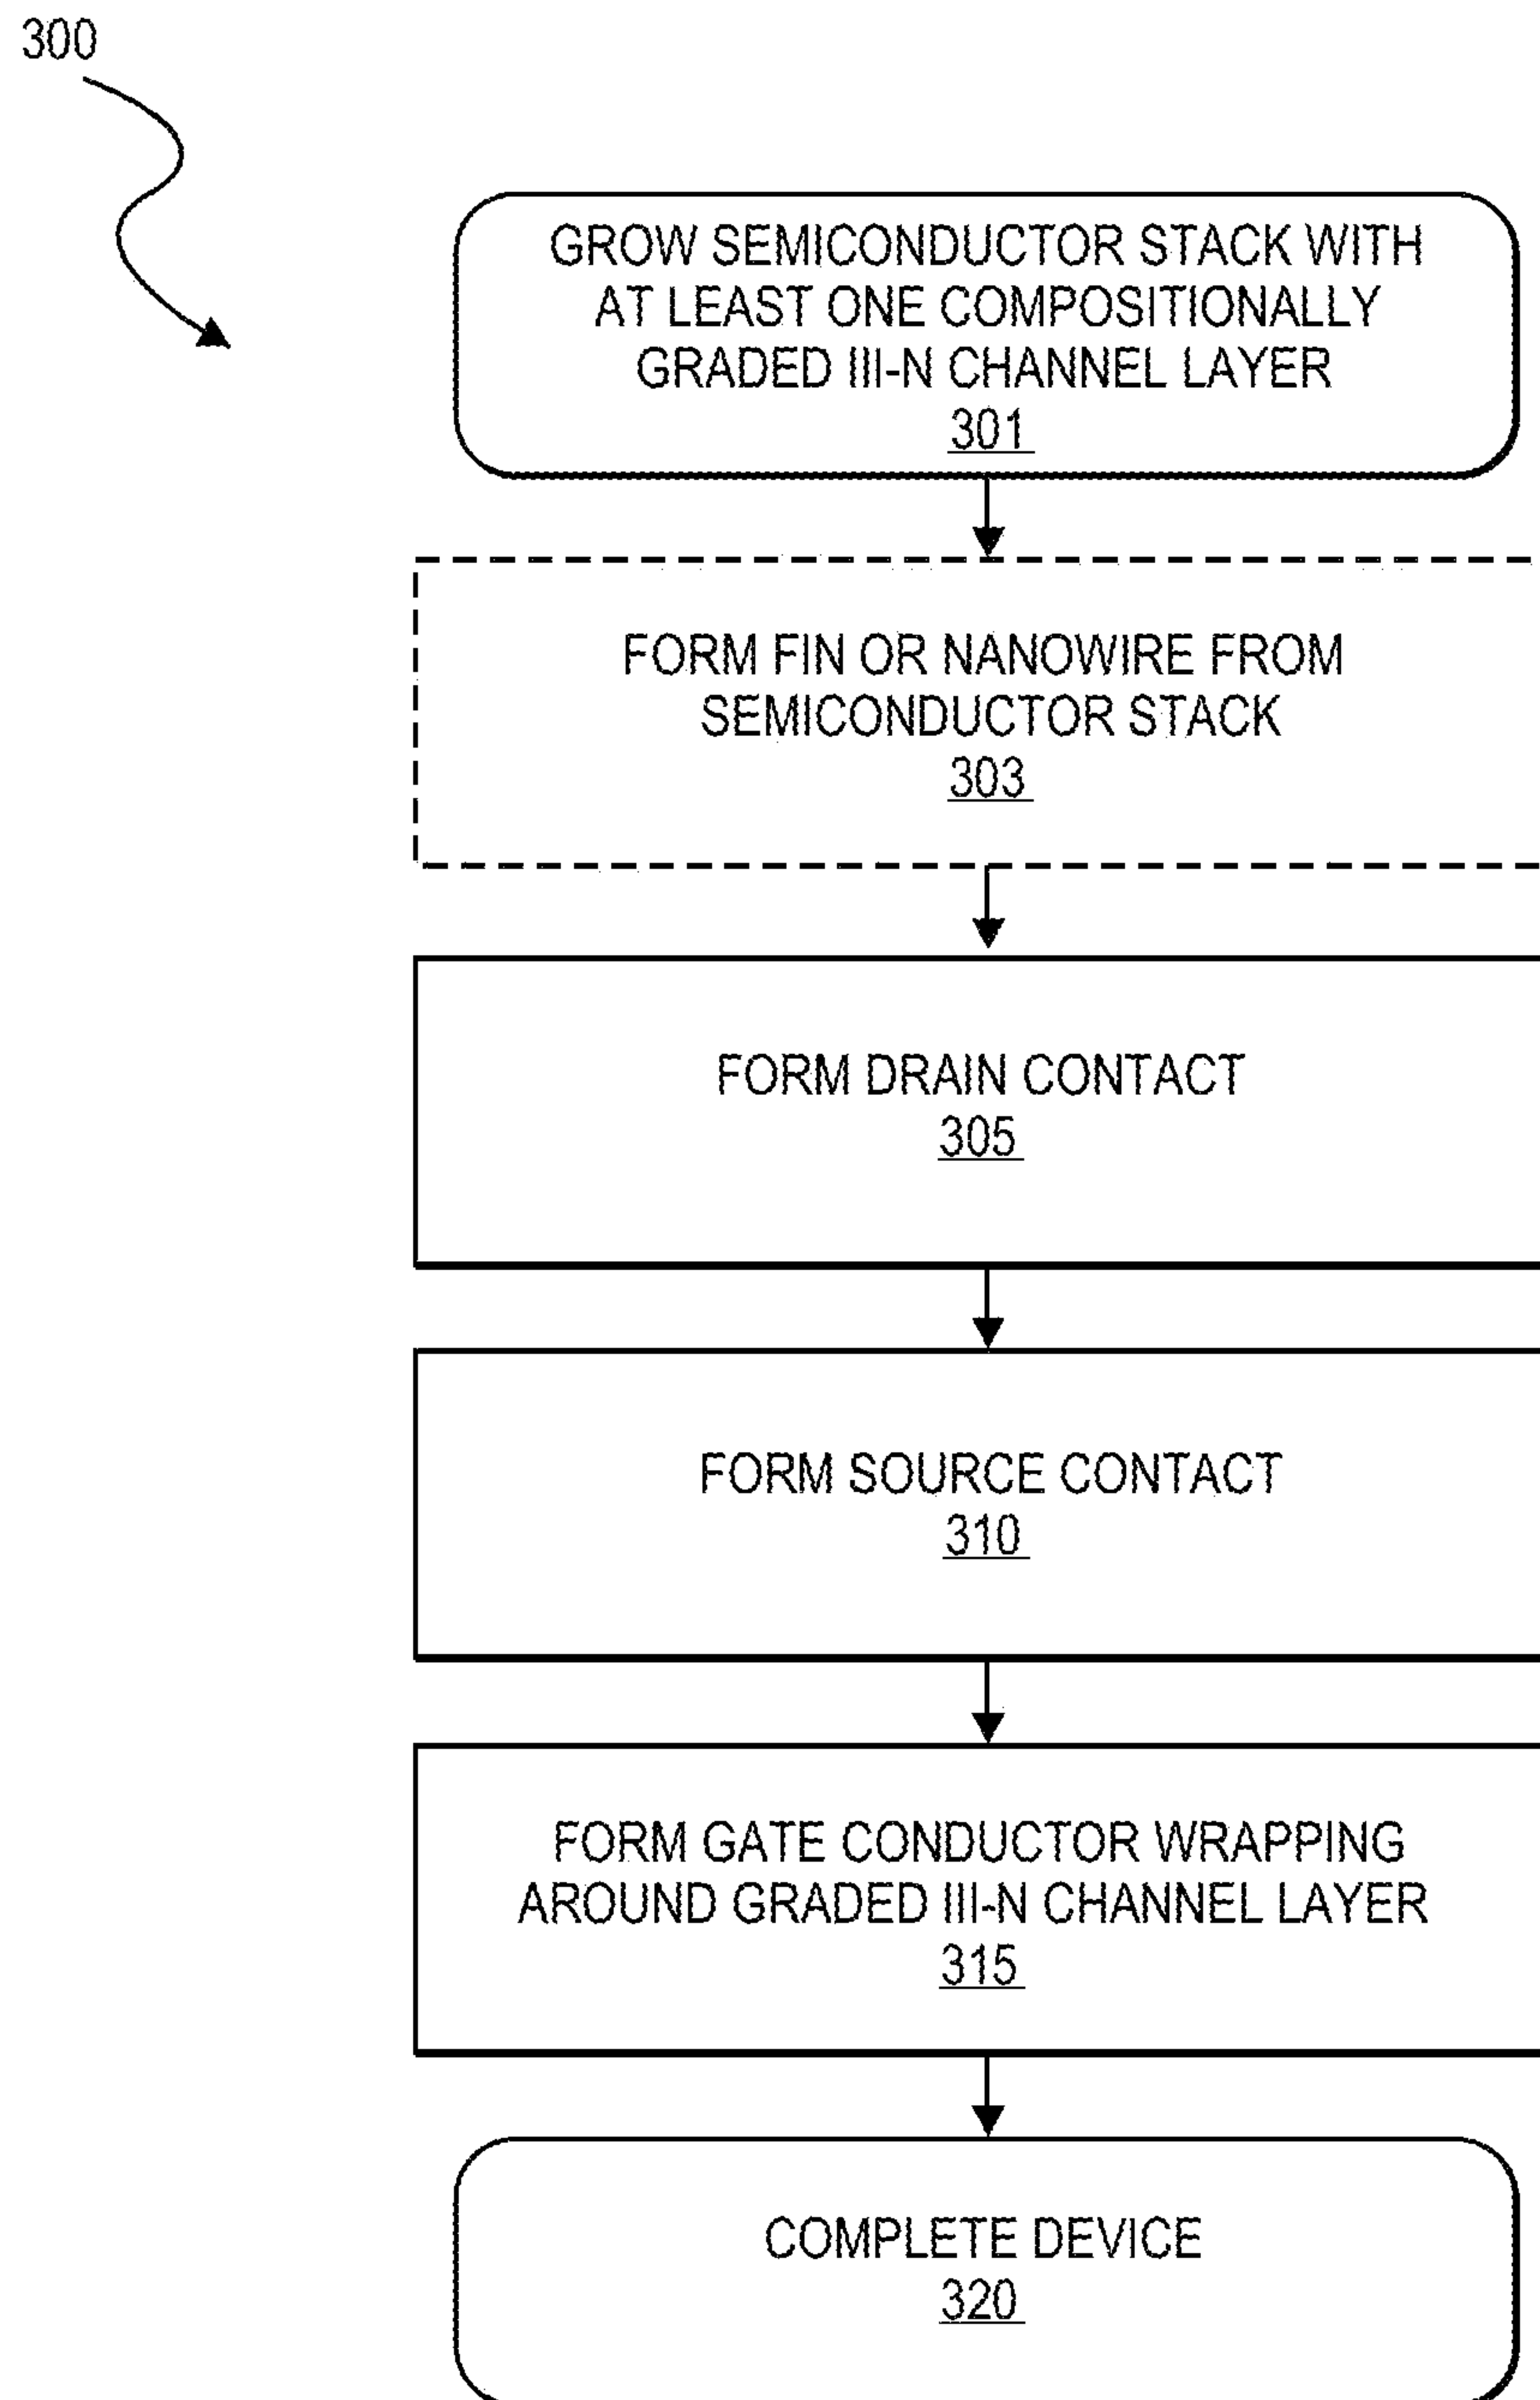 300
GROW SEMICONDUCTOR STACK WITH
AT LEAST ONE COMPOSITIONALLY
GRADED III-N CHANNEL LAYER
301
FORM FIN OR NANOWIRE FROM
SEMICONDUCTOR STACK
303
FORM DRAIN CONTACT
305
FORM SOURCE CONTACT
310
FORM GATE CONDUCTOR WRAPPING
AROUND GRADED III-N CHANNEL LAYER
315
COMPLETE DEVICE
320